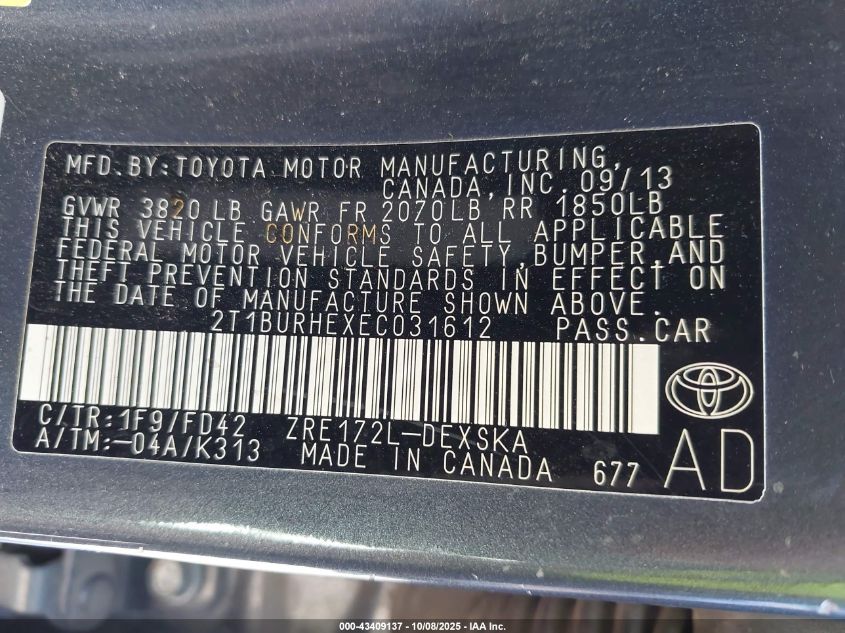 MFD.BY:TOYOTA MOTOR MANUFACTURING,
CANADA,INC.09/13
GVWR 3820LB GAWR FR 2070LB RR 1850LB
THIS VEHICLE CONFORMS TO ALL APPLICABLE
FEDERAL MOTOR VEHICLE SAFETY,BUMPER,AND
THEFT PREVENTION STANDARDS IN EFFECT ON
THE DATE OF MANUFACTURE SHOWN ABOVE.
2T1BURHEXEC031612 PASS.CAR
C/TR:1F9/FD42 ZRE172L-DEXSKA
A/TM:-04A/K313 MADE IN CANADA 677 AD
000-43409137 - 10/08/2025 - IAA Inc.